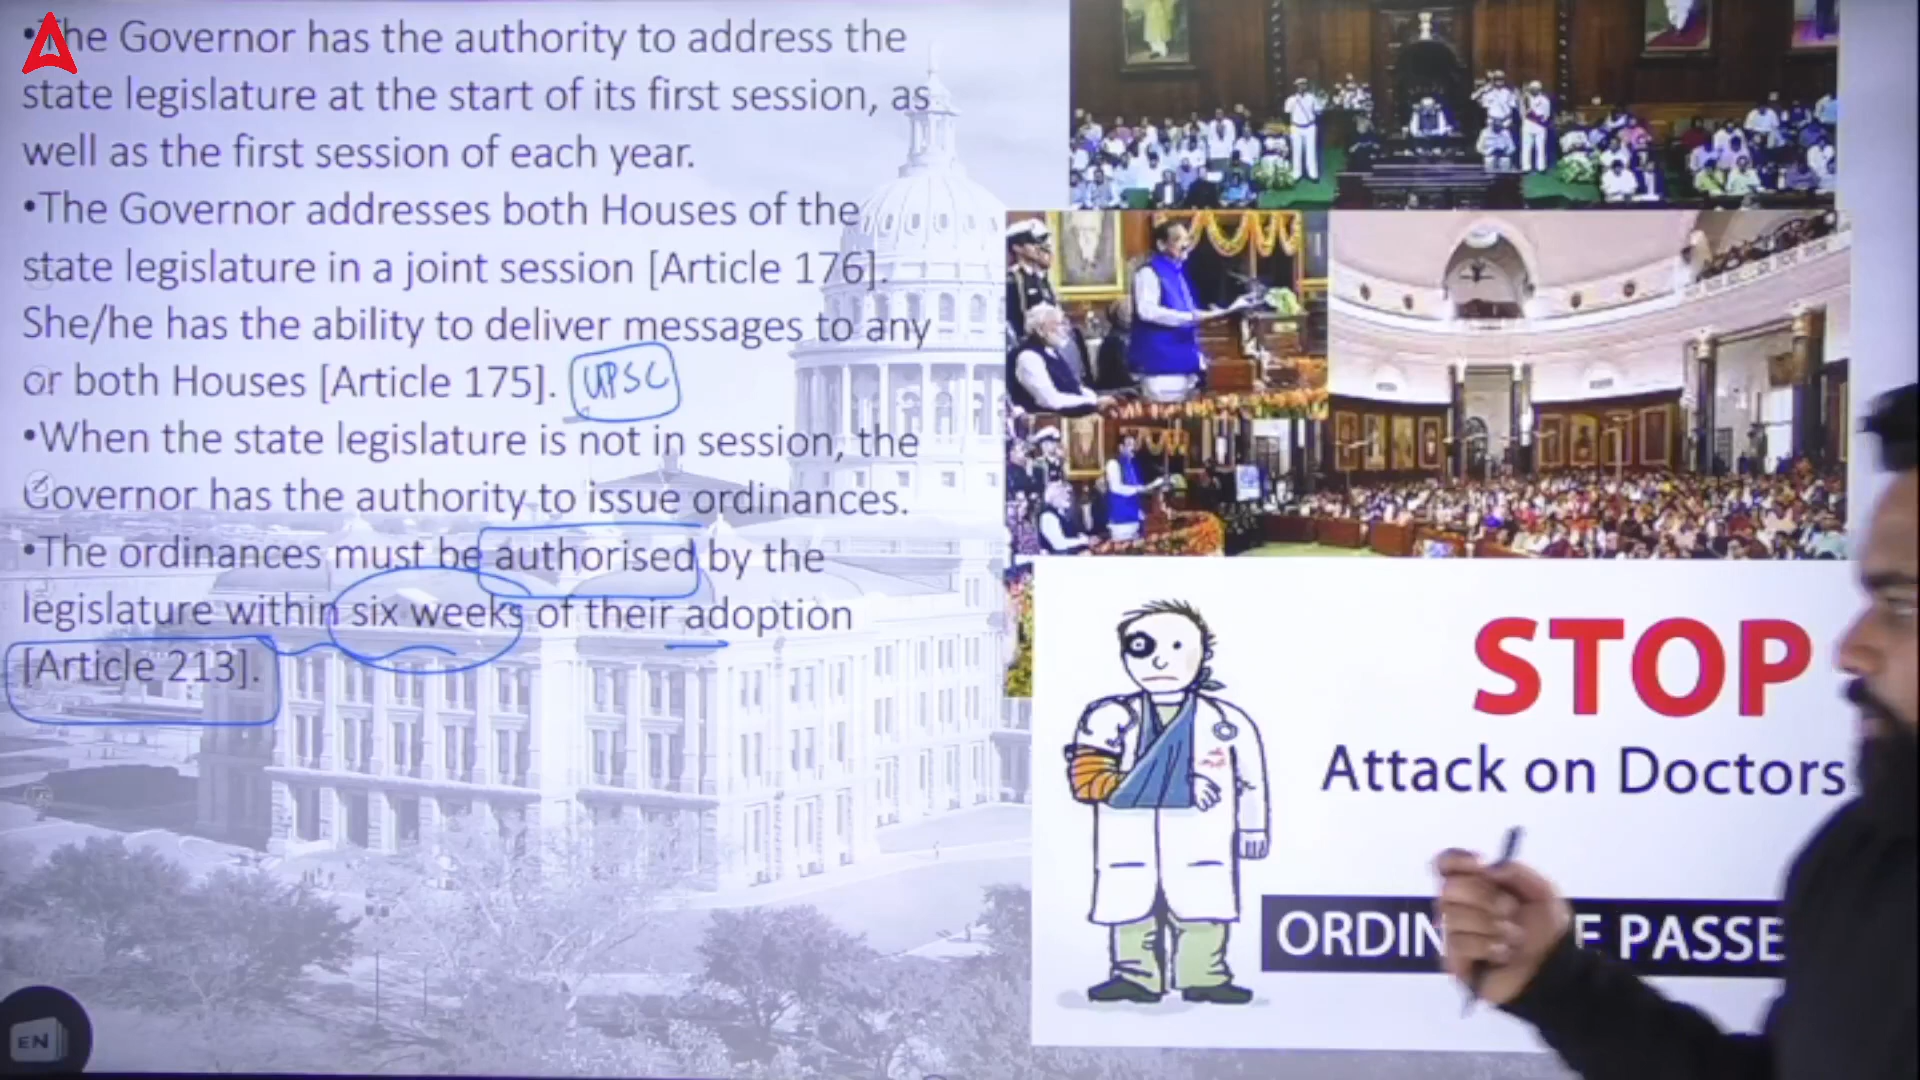 •The Governor has the authority to address the
state legislature at the start of its first session, as
well as the first session of each year.
•The Governor addresses both Houses of the
state legislature in a joint session [Article 176].
She/he has the ability to deliver messages to any
or both Houses [Article 175]. UPSC
•When the state legislature is not in session, the
Governor has the authority to issue ordinances.
•The ordinances must be authorised by the
legislature within six weeks of their adoption
[Article 213].
STOP
Attack on Doctors
PASSE
EN